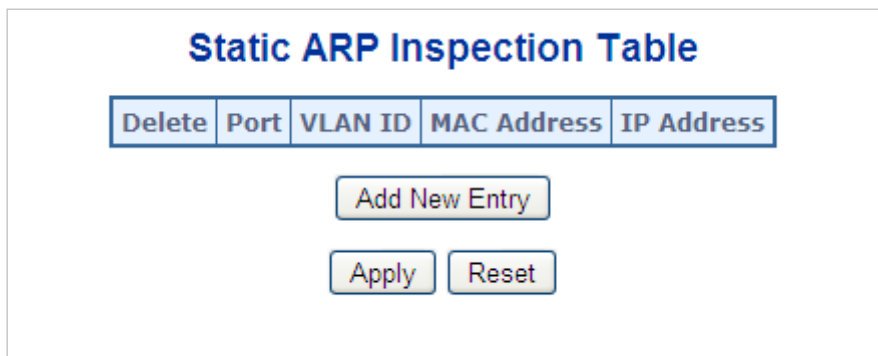 Static ARP Inspection Table
Delete Port VLAN ID MAC Address IP Address
Add New Entry
Apply Reset